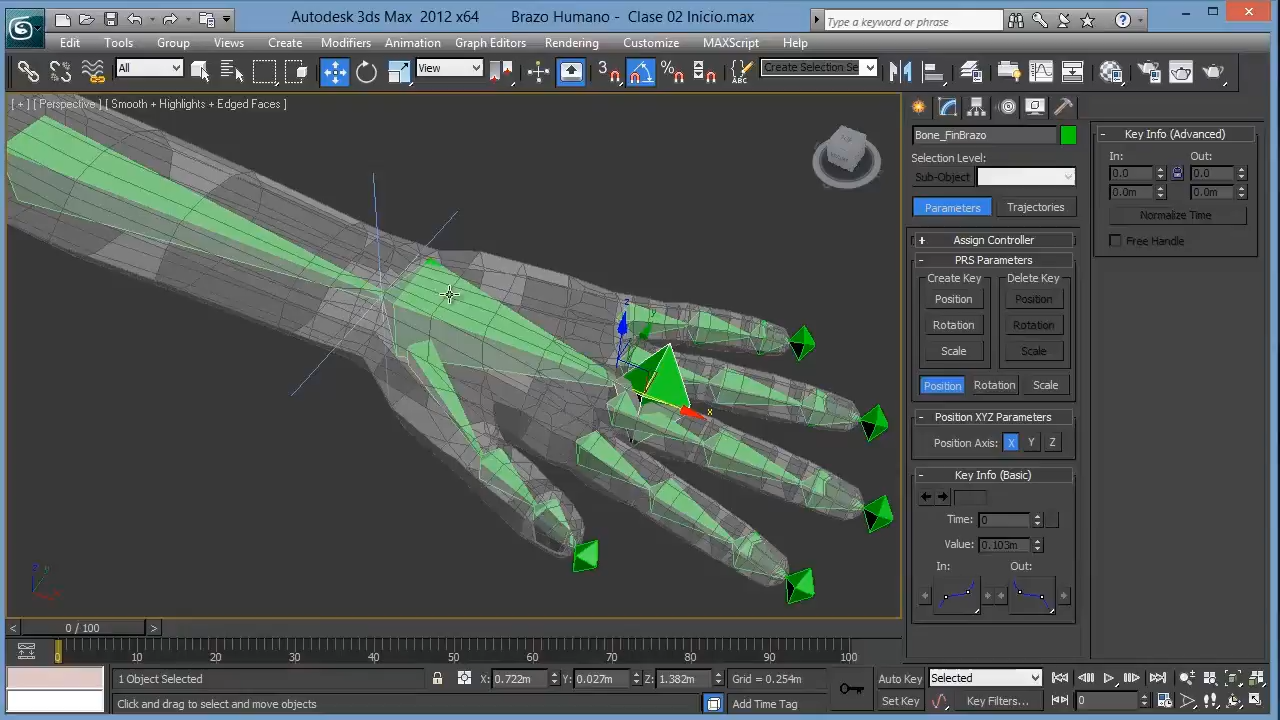 Autodesk 3ds Max 2012 x64 Brazo Humano - Clase 02 Inicio.max
Type a keyword or phrase
Edit Tools Group Views Create Modifiers Animation Graph Editors Rendering Customize MAXScript Help
All View Create Selection Se
[ + ] [ Perspective ] [ Smooth + Highlights + Edged Faces ]
Bone_FinBrazo
Selection Level:
Sub-Object
Parameters Trajectories
+ Assign Controller
- PRS Parameters
Create Key Delete Key
Position Position
Rotation Rotation
Scale Scale
Position Rotation Scale
- Position XYZ Parameters
Position Axis: X Y Z
- Key Info (Basic)
Time: 0
Value: 0.103m
In: Out:
- Key Info (Advanced)
In: Out:
0.0 0.0
0.0m 0.0m
Normalize Time
Free Handle
z
y
x
< 0 / 100 >
0 10 20 30 40 50 60 70 80 90 100
1 Object Selected X: 0.722m Y: 0.027m Z: 1.382m Grid = 0.254m Auto Key Selected
Click and drag to select and move objects Add Time Tag Set Key Key Filters... 0